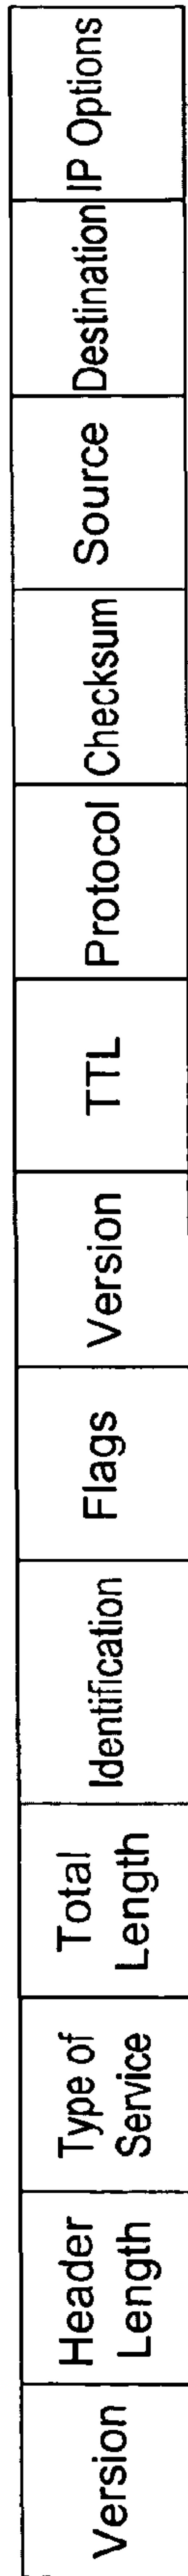 Version
Header
Length
Type of
Service
Total
Length
Identification
Flags
Version
TTL
Protocol
Checksum
Source
Destination
IP Options